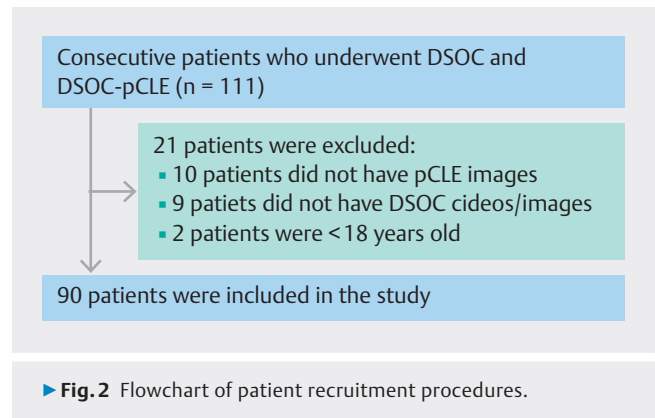 Consecutive patients who underwent DSOC and
DSOC-pCLE (n = 111)
21 patients were excluded:
▪ 10 patients did not have pCLE images
▪ 9 patiets did not have DSOC cideos/images
▪ 2 patients were <18 years old
90 patients were included in the study
▶Fig. 2 Flowchart of patient recruitment procedures.